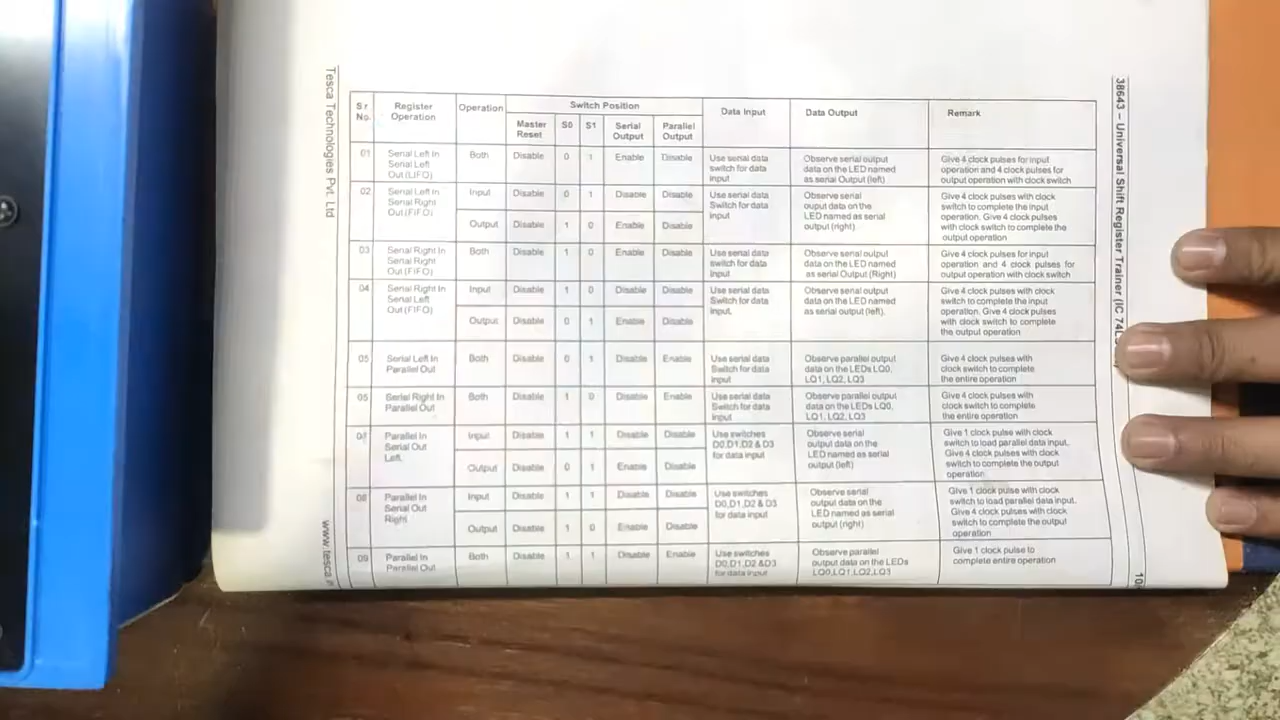 Tesca Technologies Pvt. Ltd
www.tesca.
38643 – Universal Shift Register Trainer (IC 74L
10
Sr No. | Register Operation | Operation | Switch Position | Data Input | Data Output | Remark
Master Reset | S0 | S1 | Serial Output | Parallel Output
01 | Serial Left In | Both | Disable | 0 | 1 | Enable | Disable | Use serial data | Observe serial output | Give 4 clock pulses for input
Serial Left | switch for data | data on the LED named | operation and 4 clock pulses for
Out (LIFO) | input | as serial Output (left) | output operation with clock switch
02 | Serial Left In | Input | Disable | 0 | 1 | Disable | Disable | Use serial data | Observe serial | Give 4 clock pulses with clock
Serial Right | Switch for data | ouput data on the | switch to complete the input
Out (FIFO) | input | LED named as serial | operation. Give 4 clock pulses
Output | Disable | 1 | 0 | Enable | Disable | output (right) | with clock switch to complete the
output operation
03 | Serial Right In | Both | Disable | 1 | 0 | Enable | Disable | Use serial data | Observe serial output | Give 4 clock pulses for input
Serial Right | switch for data | data on the LED named | operation and 4 clock pulses for
Out (FIFO) | input | as serial Output (Right) | output operation with clock switch
04 | Serial Right In | Input | Disable | 1 | 0 | Disable | Disable | Use serial data | Observe serial output | Give 4 clock pulses with clock
Serial Left | Switch for data | data on the LED named | switch to complete the input
Out (FIFO) | input. | as serial output (left). | operation. Give 4 clock pulses
Output | Disable | 0 | 1 | Enable | Disable | with clock switch to complete
the output operation
05 | Serial Left In | Both | Disable | 0 | 1 | Disable | Enable | Use serial data | Observe parallel output | Give 4 clock pulses with
Parallel Out | Switch for data | data on the LEDs LQ0, | clock switch to complete
input | LQ1, LQ2, LQ3 | the entire operation
05 | Serial Right In | Both | Disable | 1 | 0 | Disable | Enable | Use serial data | Observe parallel output | Give 4 clock pulses with
Parallel Out | Switch for data | data on the LEDs LQ0, | clock switch to complete
input | LQ1, LQ2, LQ3 | the entire operation
07 | Parallel In | Input | Disable | 1 | 1 | Disable | Disable | Use switches | Observe serial | Give 1 clock pulse with clock
Serial Out | D0,D1,D2 & D3 | output data on the | switch to load parallel data input.
Left | for data input | LED named as serial | Give 4 clock pulses with clock
Output | Disable | 0 | 1 | Enable | Disable | output (left) | switch to complete the output
operation
08 | Parallel In | Input | Disable | 1 | 1 | Disable | Disable | Use switches | Observe serial | Give 1 clock pulse with clock
Serial Out | D0,D1,D2 & D3 | output data on the | switch to load parallel data input.
Right | for data input | LED named as serial | Give 4 clock pulses with clock
Output | Disable | 1 | 0 | Enable | Disable | output (right) | switch to complete the output
operation
09 | Parallel In | Both | Disable | 1 | 1 | Disable | Enable | Use switches | Observe parallel | Give 1 clock pulse to
Parallel Out | D0,D1,D2 &D3 | output data on the LEDs | complete entire operation
for data input | LQ0,LQ1,LQ2,LQ3